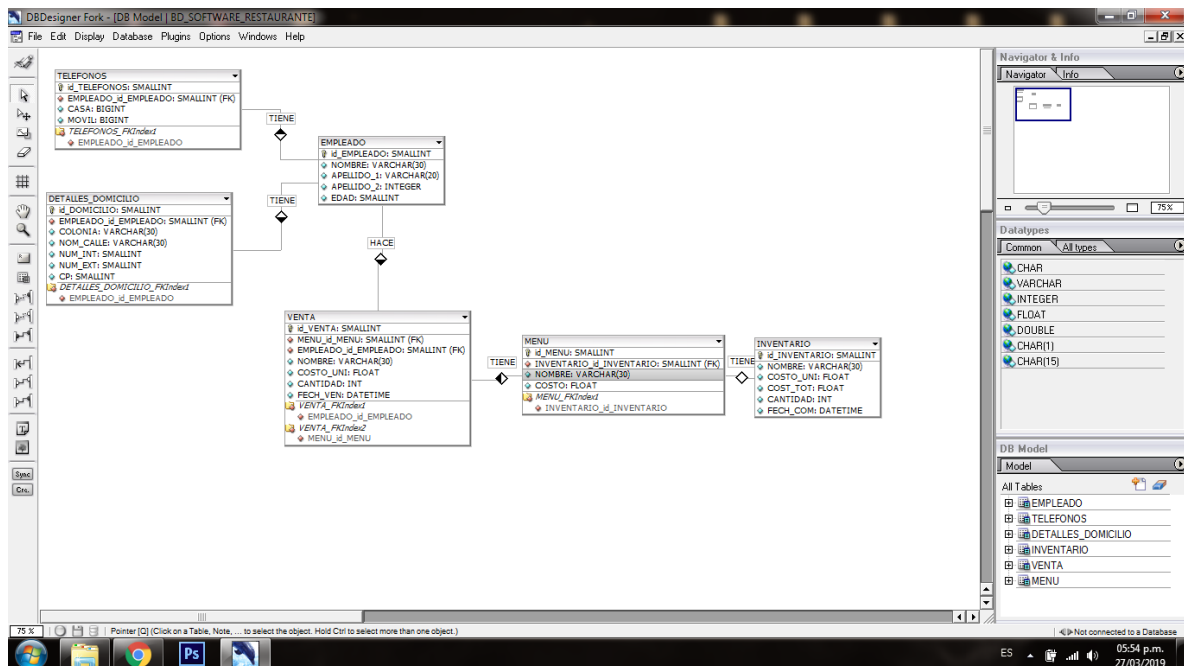 DBDesigner Fork - [DB Model | BD_SOFTWARE_RESTAURANTE]
File Edit Display Database Plugins Options Windows Help
TELEFONOS
id_TELEFONOS: SMALLINT
EMPLEADO_id_EMPLEADO: SMALLINT (FK)
CASA: BIGINT
MOVIL: BIGINT
TELEFONOS_FKIndex1
EMPLEADO_id_EMPLEADO
TIENE
EMPLEADO
id_EMPLEADO: SMALLINT
NOMBRE: VARCHAR(30)
APELLIDO_1: VARCHAR(20)
APELLIDO_2: INTEGER
EDAD: SMALLINT
DETALLES_DOMICILIO
id_DOMICILIO: SMALLINT
EMPLEADO_id_EMPLEADO: SMALLINT (FK)
COLONIA: VARCHAR(30)
NOM_CALLE: VARCHAR(30)
NUM_INT: SMALLINT
NUM_EXT: SMALLINT
CP: SMALLINT
DETALLES_DOMICILIO_FKIndex1
EMPLEADO_id_EMPLEADO
TIENE
HACE
VENTA
id_VENTA: SMALLINT
MENU_id_MENU: SMALLINT (FK)
EMPLEADO_id_EMPLEADO: SMALLINT (FK)
NOMBRE: VARCHAR(30)
COSTO_UNI: FLOAT
CANTIDAD: INT
FECH_VEN: DATETIME
VENTA_FKIndex1
EMPLEADO_id_EMPLEADO
VENTA_FKIndex2
MENU_id_MENU
TIENE
MENU
id_MENU: SMALLINT
INVENTARIO_id_INVENTARIO: SMALLINT (FK)
NOMBRE: VARCHAR(30)
COSTO: FLOAT
MENU_FKIndex1
INVENTARIO_id_INVENTARIO
TIENE
INVENTARIO
id_INVENTARIO: SMALLINT
NOMBRE: VARCHAR(30)
COSTO_UNI: FLOAT
COST_TOT: FLOAT
CANTIDAD: INT
FECH_COM: DATETIME
Navigator & Info
Navigator Info
75%
Datatypes
Common All types
CHAR
VARCHAR
INTEGER
FLOAT
DOUBLE
CHAR(1)
CHAR(15)
DB Model
Model
All Tables
EMPLEADO
TELEFONOS
DETALLES_DOMICILIO
INVENTARIO
VENTA
MENU
Sync
75 %
Pointer [Q] (Click on a Table, Note, ... to select the object. Hold Ctrl to select more than one object.)
Not connected to a Database
Ps
ES
05:54 p.m.
27/03/2019